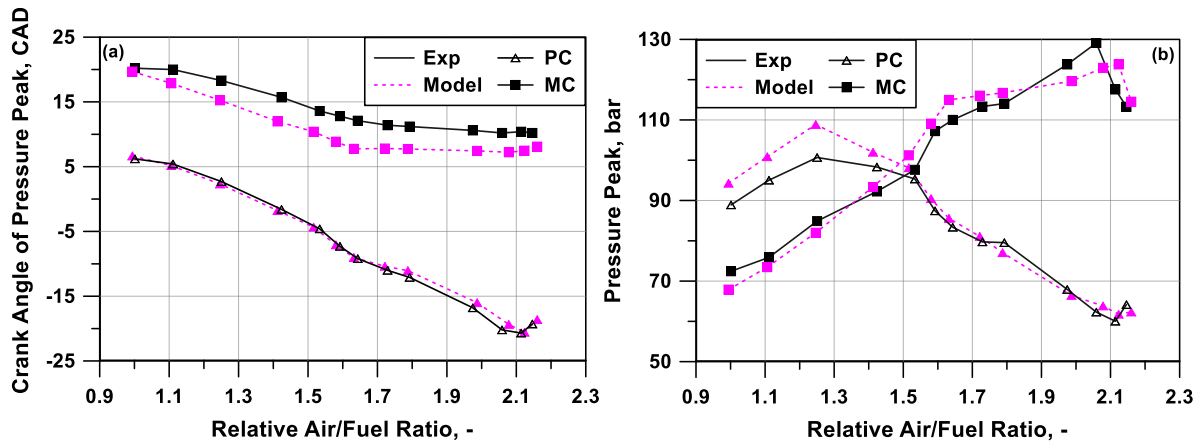 Crank Angle of Pressure Peak, CAD
25
15
5
-5
-15
-25
(a)
Exp
PC
Model
MC
0.9 1.1 1.3 1.5 1.7 1.9 2.1 2.3
Relative Air/Fuel Ratio, -
Pressure Peak, bar
130
110
90
70
50
Exp
PC
Model
MC
(b)
0.9 1.1 1.3 1.5 1.7 1.9 2.1 2.3
Relative Air/Fuel Ratio, -